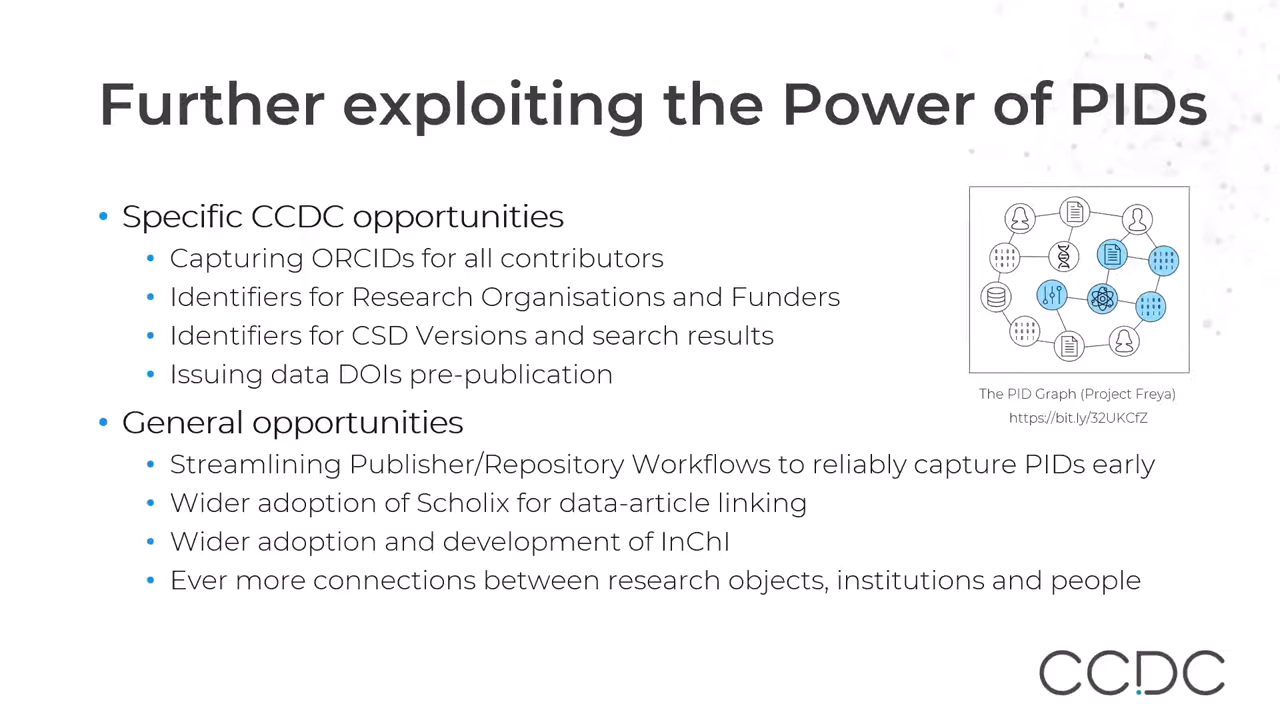 Further exploiting the Power of PIDs
• Specific CCDC opportunities
• Capturing ORCIDs for all contributors
• Identifiers for Research Organisations and Funders
• Identifiers for CSD Versions and search results
• Issuing data DOIs pre-publication
The PID Graph (Project Freya)
https://bit.ly/32UKCfZ
• General opportunities
• Streamlining Publisher/Repository Workflows to reliably capture PIDs early
• Wider adoption of Scholix for data-article linking
• Wider adoption and development of InChI
• Ever more connections between research objects, institutions and people
CCDC